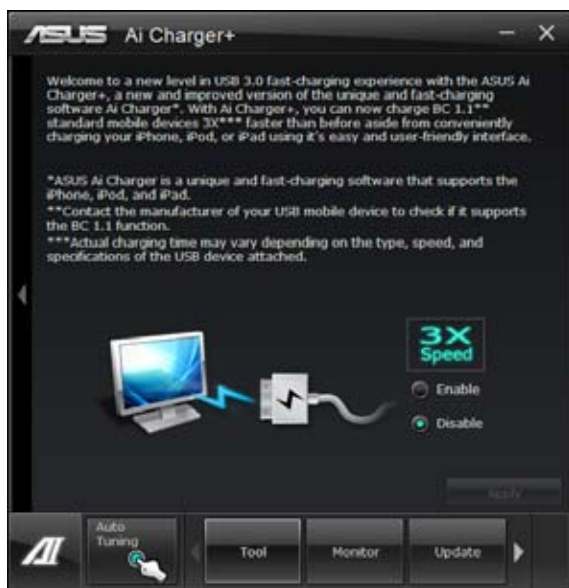 ASUS Ai Charger+
Welcome to a new level in USB 3.0 fast-charging experience with the ASUS Ai
Charger+, a new and improved version of the unique and fast-charging
software Ai Charger*. With Ai Charger+, you can now charge BC 1.1**
standard mobile devices 3X*** faster than before aside from conveniently
charging your iPhone, iPod, or iPad using it's easy and user-friendly interface.
*ASUS Ai Charger is a unique and fast-charging software that supports the
iPhone, iPod, and iPad.
**Contact the manufacturer of your USB mobile device to check if it supports
the BC 1.1 function.
***Actual charging time may vary depending on the type, speed, and
specifications of the USB device attached.
3X
Speed
Enable
Disable
Apply
AI
Auto
Tuning
Tool
Monitor
Update